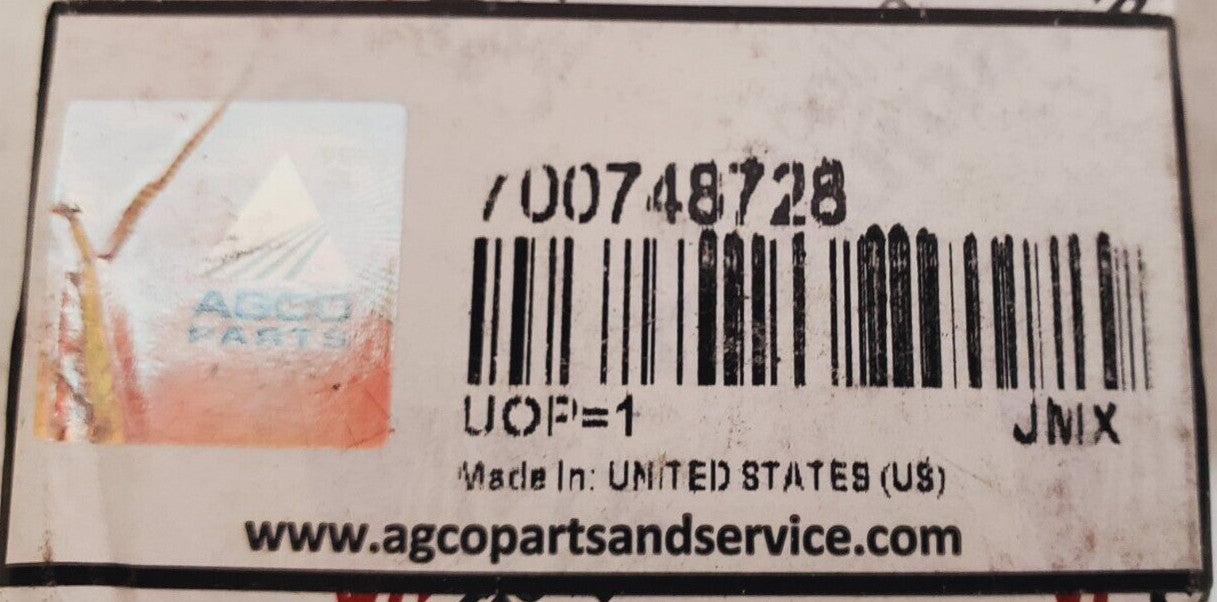 AGCO
PARTS
700748728
UOP=1 JMX
Made In: UNITED STATES (US)
www.agcopartsandservice.com